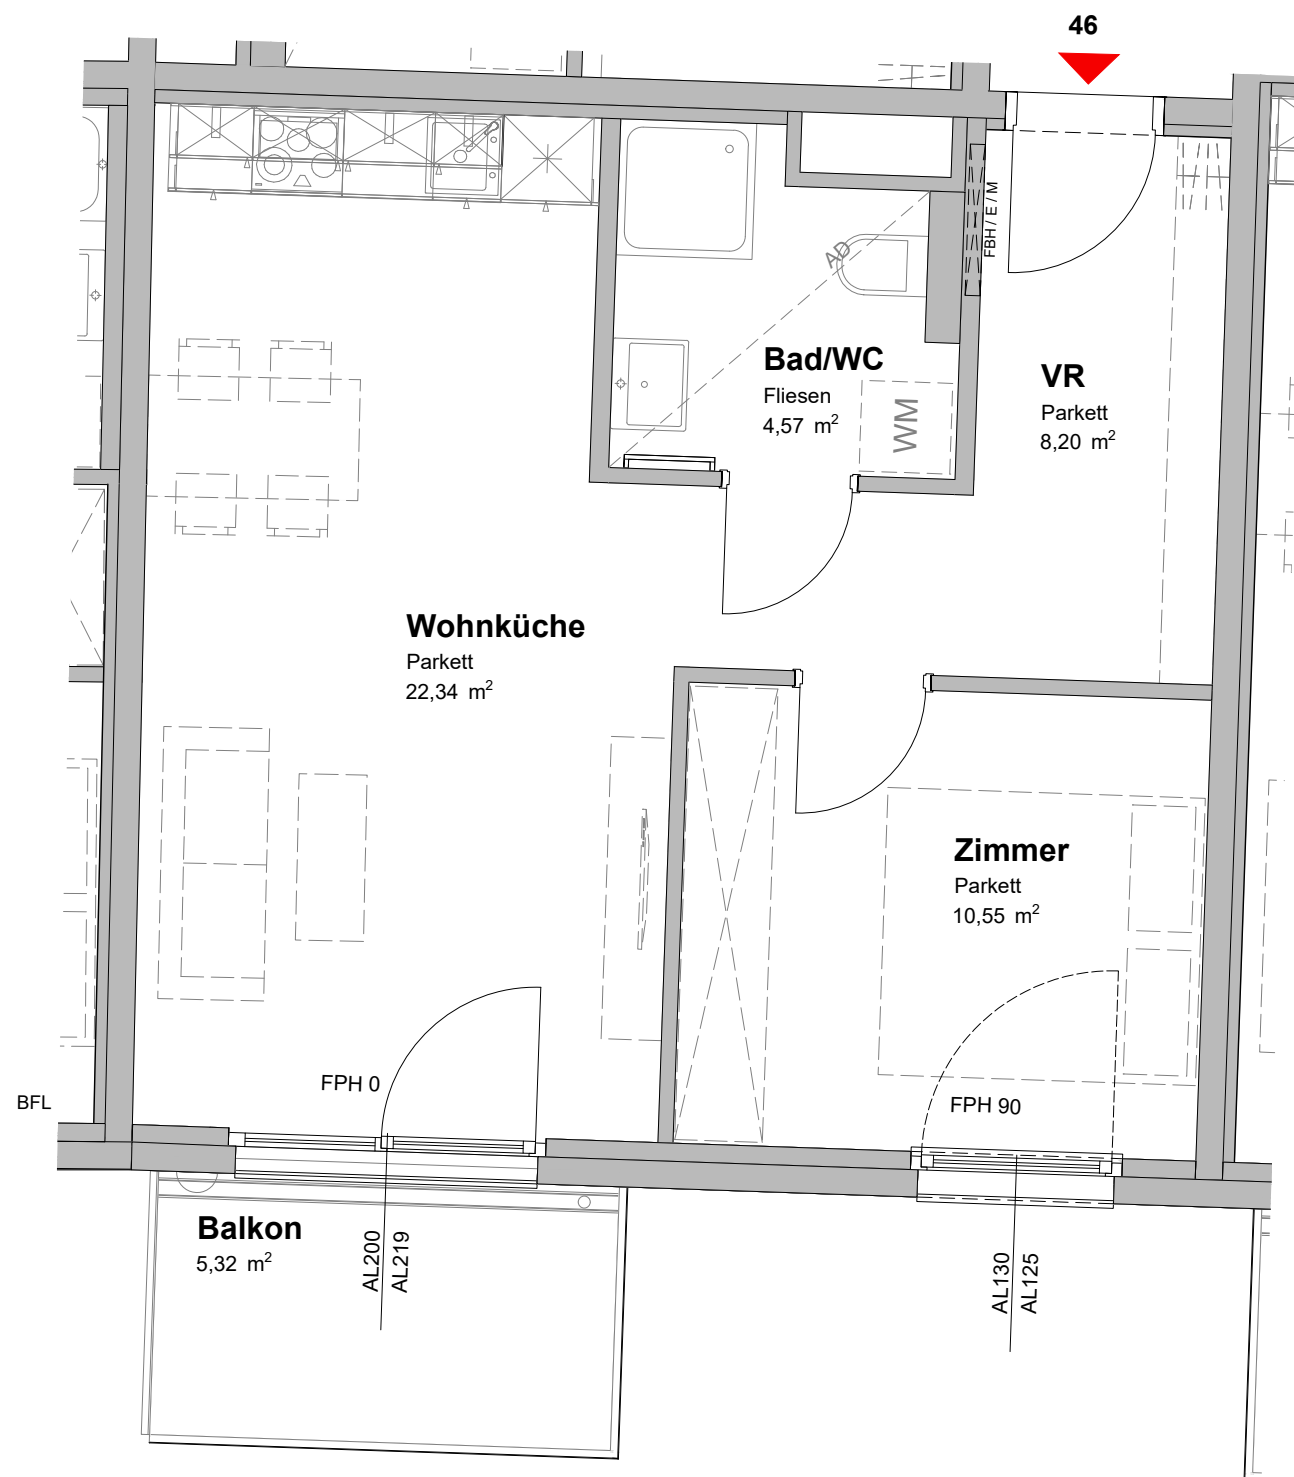 46
FBH / E / M
AD
Bad/WC
Fliesen
4,57 m²
WM
VR
Parkett
8,20 m²
Wohnküche
Parkett
22,34 m²
Zimmer
Parkett
10,55 m²
FPH 0
FPH 90
BFL
Balkon
5,32 m²
AL200
AL219
AL130
AL125